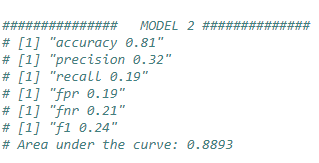 ###############   MODEL 2 ##############
# [1] "accuracy 0.81"
# [1] "precision 0.32"
# [1] "recall 0.19"
# [1] "fpr 0.19"
# [1] "fnr 0.21"
# [1] "f1 0.24"
# Area under the curve: 0.8893